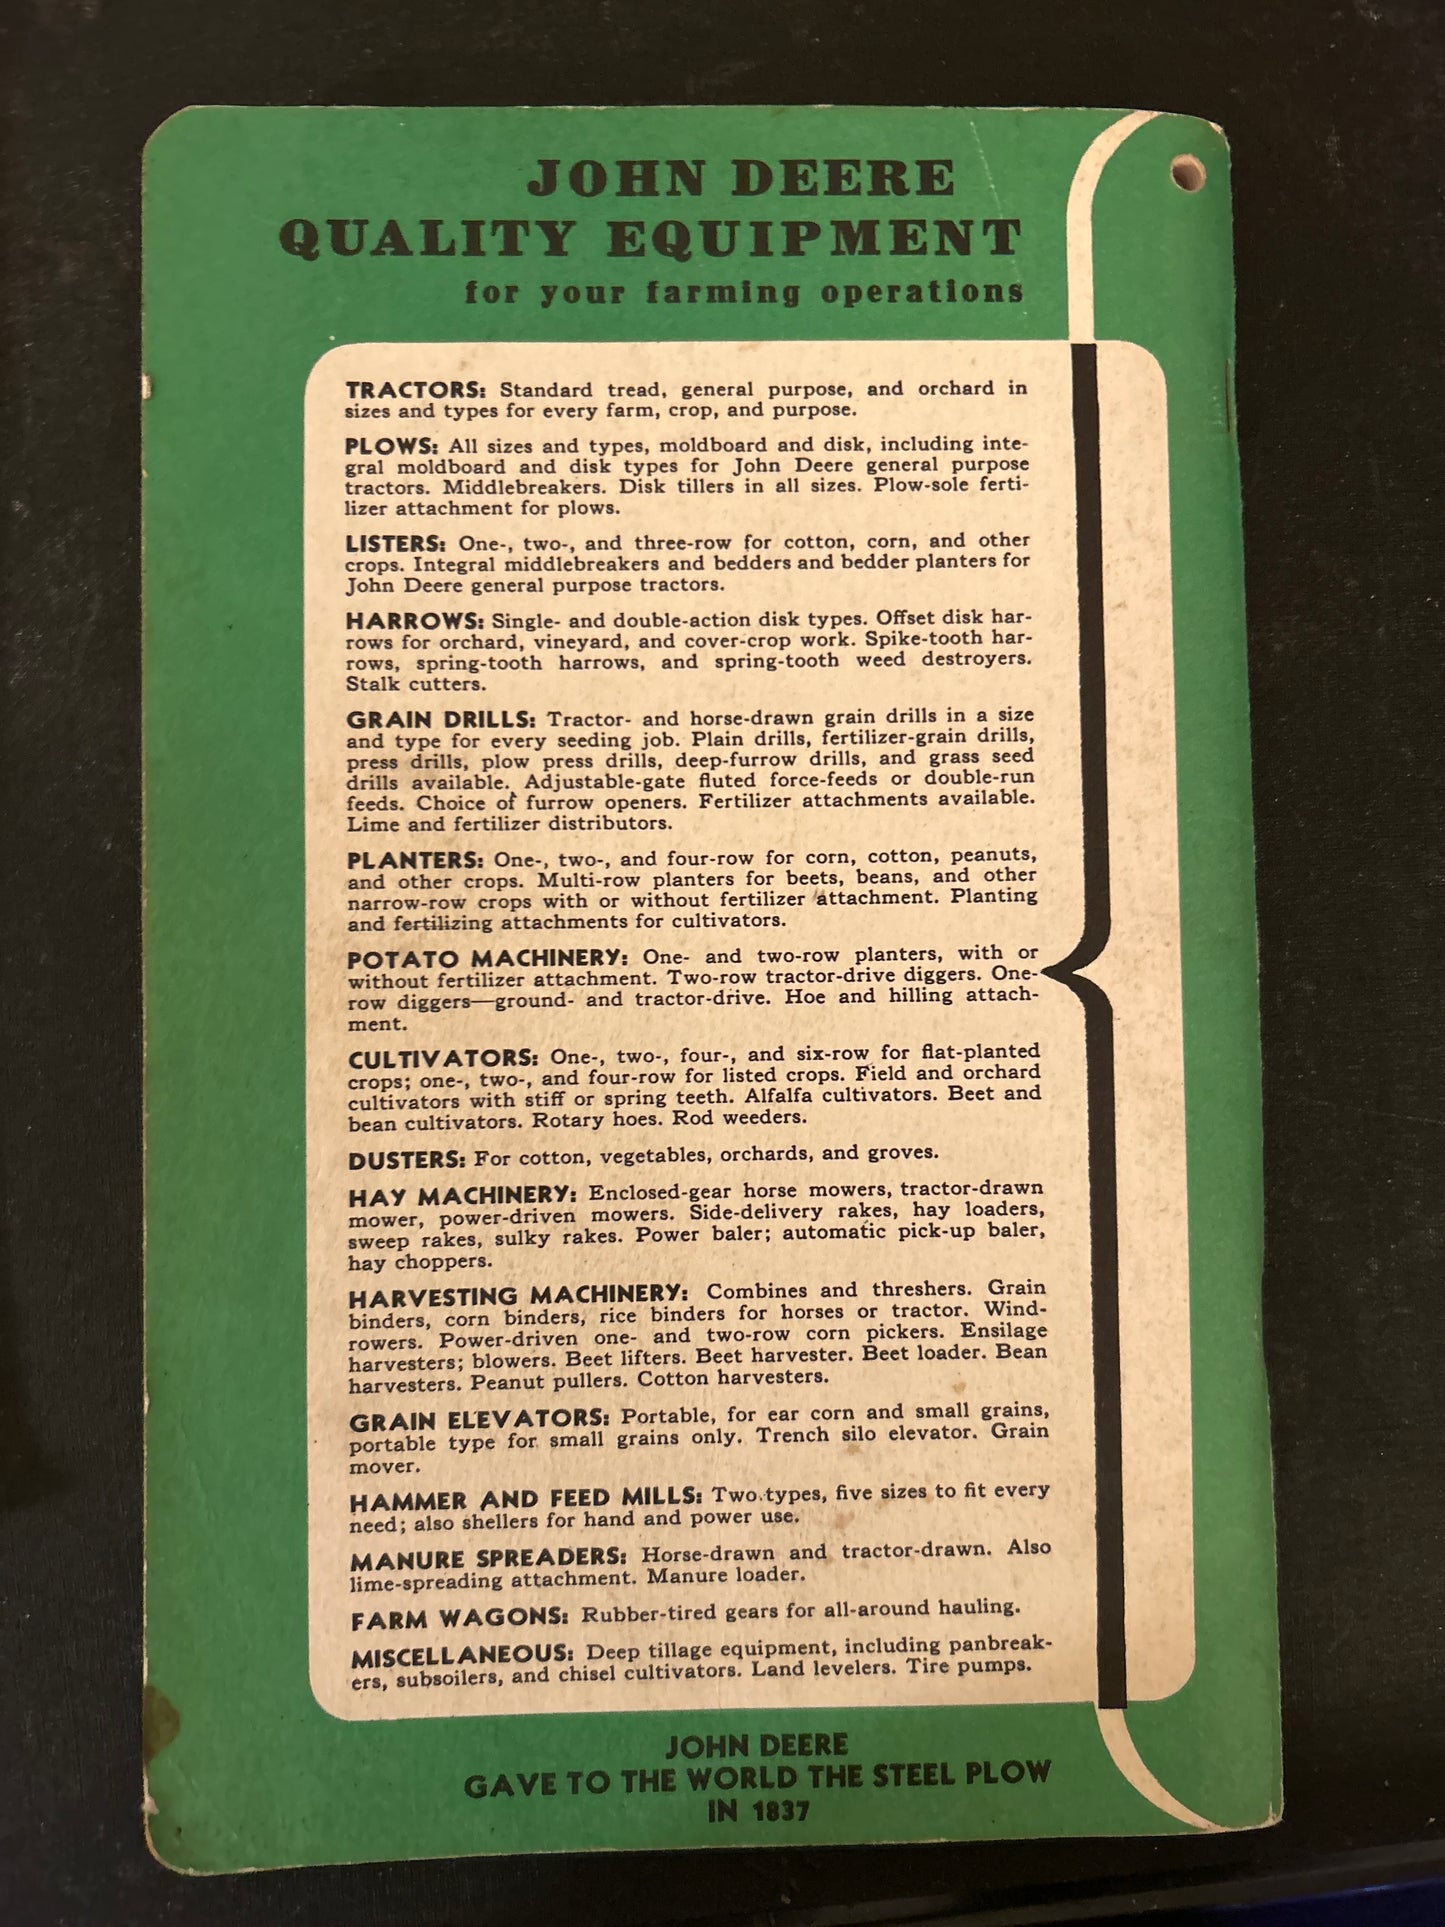 JOHN DEERE
QUALITY EQUIPMENT
for your farming operations
TRACTORS: Standard tread, general purpose, and orchard in
sizes and types for every farm, crop, and purpose.
PLOWS: All sizes and types, moldboard and disk, including inte-
gral moldboard and disk types for John Deere general purpose
tractors. Middlebreakers. Disk tillers in all sizes. Plow-sole ferti-
lizer attachment for plows.
LISTERS: One-, two-, and three-row for cotton, corn, and other
crops. Integral middlebreakers and bedders and bedder planters for
John Deere general purpose tractors.
HARROWS: Single- and double-action disk types. Offset disk har-
rows for orchard, vineyard, and cover-crop work. Spike-tooth har-
rows, spring-tooth harrows, and spring-tooth weed destroyers.
Stalk cutters.
GRAIN DRILLS: Tractor- and horse-drawn grain drills in a size
and type for every seeding job. Plain drills, fertilizer-grain drills,
press drills, plow press drills, deep-furrow drills, and grass seed
drills available. Adjustable-gate fluted force-feeds or double-run
feeds. Choice of furrow openers. Fertilizer attachments available.
Lime and fertilizer distributors.
PLANTERS: One-, two-, and four-row for corn, cotton, peanuts,
and other crops. Multi-row planters for beets, beans, and other
narrow-row crops with or without fertilizer attachment. Planting
and fertilizing attachments for cultivators.
POTATO MACHINERY: One- and two-row planters, with or
without fertilizer attachment. Two-row tractor-drive diggers. One-
row diggers—ground- and tractor-drive. Hoe and hilling attach-
ment.
CULTIVATORS: One-, two-, four-, and six-row for flat-planted
crops; one-, two-, and four-row for listed crops. Field and orchard
cultivators with stiff or spring teeth. Alfalfa cultivators. Beet and
bean cultivators. Rotary hoes. Rod weeders.
DUSTERS: For cotton, vegetables, orchards, and groves.
HAY MACHINERY: Enclosed-gear horse mowers, tractor-drawn
mower, power-driven mowers. Side-delivery rakes, hay loaders,
sweep rakes, sulky rakes. Power baler; automatic pick-up baler,
hay choppers.
HARVESTING MACHINERY: Combines and threshers. Grain
binders, corn binders, rice binders for horses or tractor. Wind-
rowers. Power-driven one- and two-row corn pickers. Ensilage
harvesters; blowers. Beet lifters. Beet harvester. Beet loader. Bean
harvesters. Peanut pullers. Cotton harvesters.
GRAIN ELEVATORS: Portable, for ear corn and small grains,
portable type for small grains only. Trench silo elevator. Grain
mover.
HAMMER AND FEED MILLS: Two types, five sizes to fit every
need; also shellers for hand and power use.
MANURE SPREADERS: Horse-drawn and tractor-drawn. Also
lime-spreading attachment. Manure loader.
FARM WAGONS: Rubber-tired gears for all-around hauling.
MISCELLANEOUS: Deep tillage equipment, including panbreak-
ers, subsoilers, and chisel cultivators. Land levelers. Tire pumps.
JOHN DEERE
GAVE TO THE WORLD THE STEEL PLOW
IN 1837